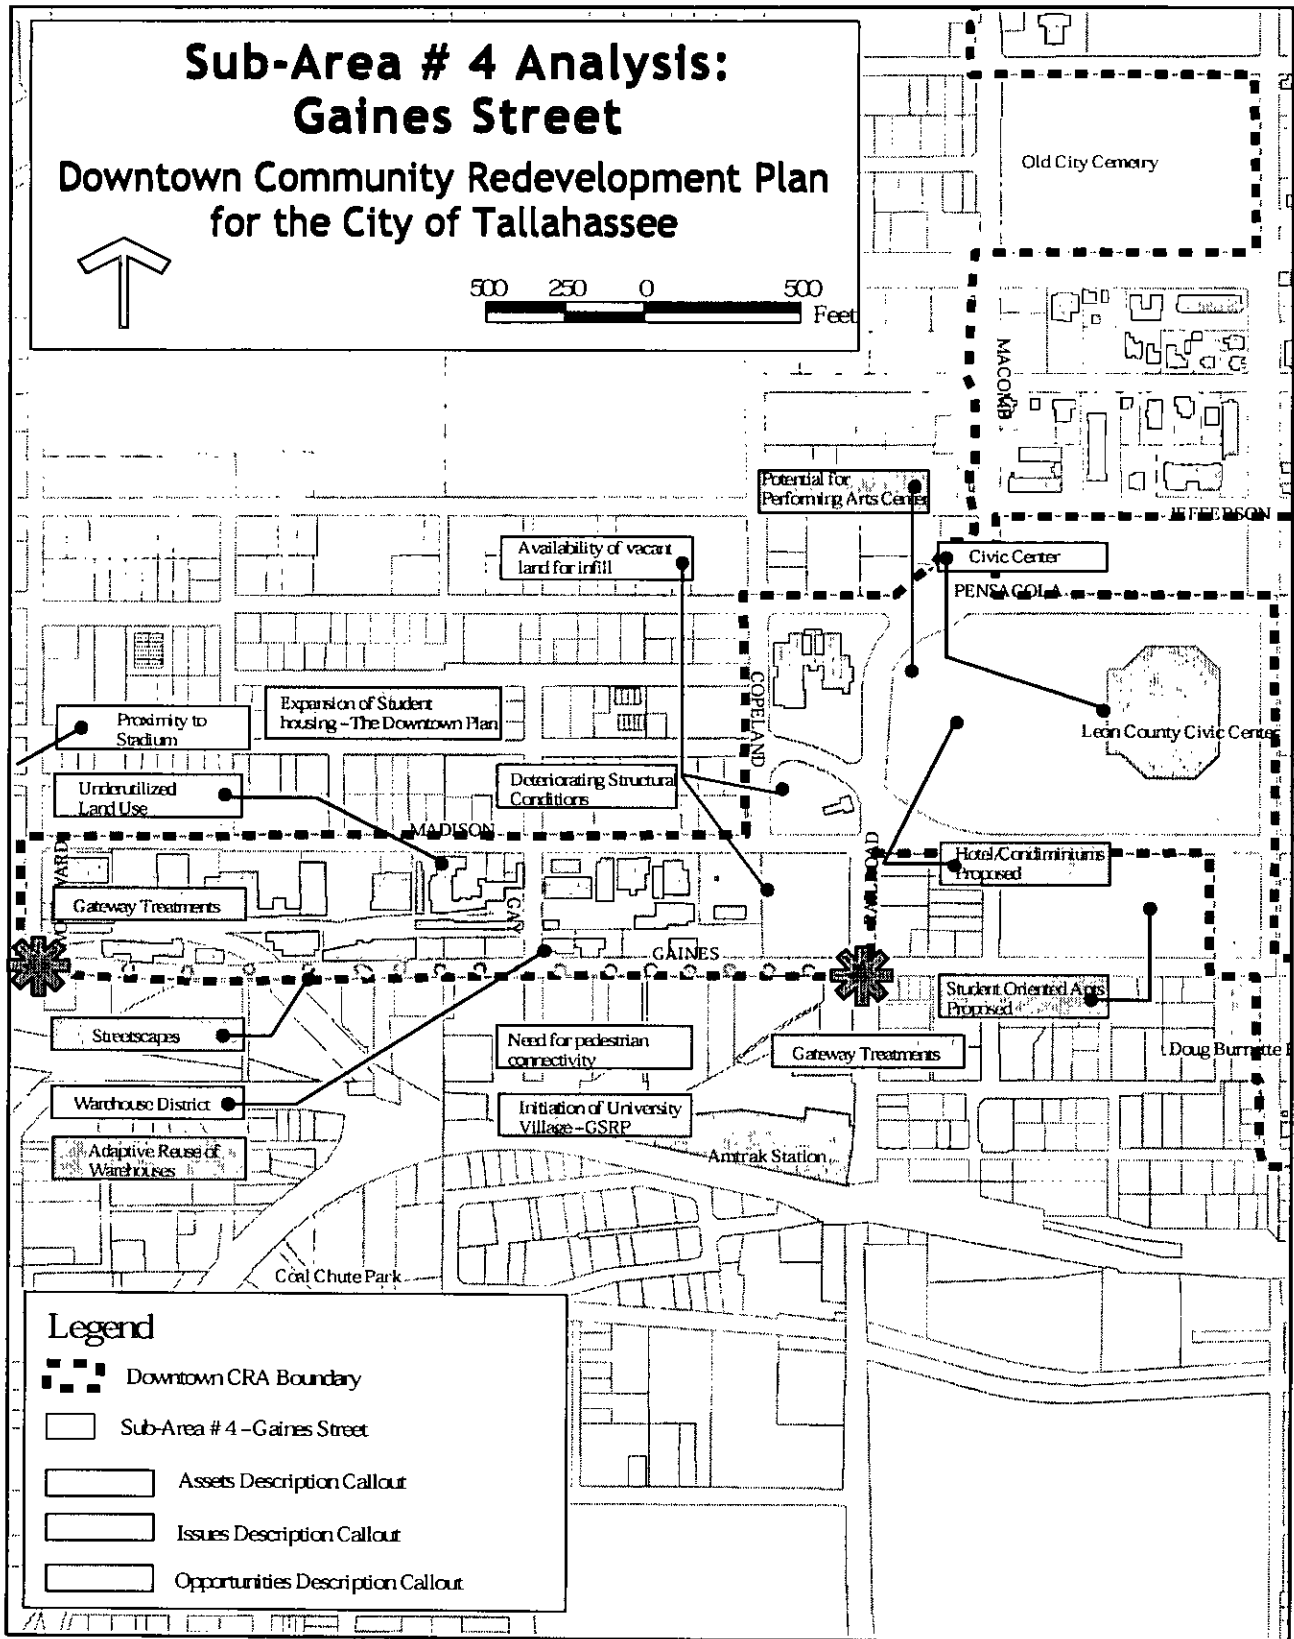 Sub-Area # 4 Analysis:
Gaines Street
Downtown Community Redevelopment Plan
for the City of Tallahassee
500 250 0 500
Feet
Old City Cemetry
MACOMB
JEFFERSON
Potential for
Performing Arts Center
Availability of vacant
land for infill
Civic Center
PENSACOLA
COPELAND
Expansion of Student
housing - The Downtown Plan
Proximity to
Stadium
Leon County Civic Center
Underutilized
Land Use
Deteriorating Structural
Conditions
MADISON
RAILROAD
Hotel/Condiminiums
Proposed
Gateway Treatments
GAY
GAINES
Student Oriented Apts
Proposed
Streetscapes
Need for pedestrian
connectivity
Gateway Treatments
Doug Burnette
Warehouse District
Initiation of University
Village - GSRP
Adaptive Reuse of
Warehouses
Amtrak Station
Coal Chute Park
Legend
Downtown CRA Boundary
Sub-Area # 4 - Gaines Street
Assets Description Callout
Issues Description Callout
Opportunities Description Callout